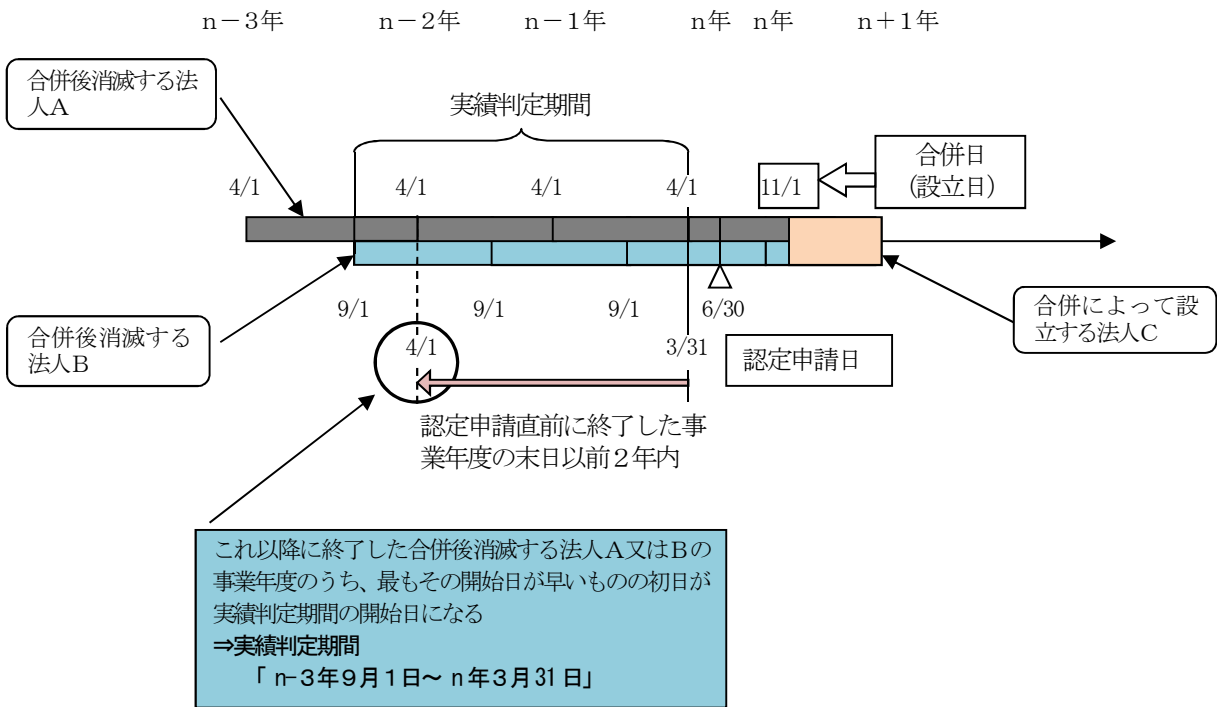 n－3年 n－2年 n－1年 n年 n年 n＋1年
合併後消滅する法
人A
実績判定期間
合併日
（設立日）
4/1 4/1 4/1 4/1 11/1
9/1 9/1 9/1 6/30
合併後消滅する
法人B
合併によって設
立する法人C
4/1 3/31
認定申請日
認定申請直前に終了した事
業年度の末日以前２年内
これ以降に終了した合併後消滅する法人A又はBの
事業年度のうち、最もその開始日が早いものの初日が
実績判定期間の開始日になる
⇒実績判定期間
「 n-3年９月１日～ n 年３月 31 日」